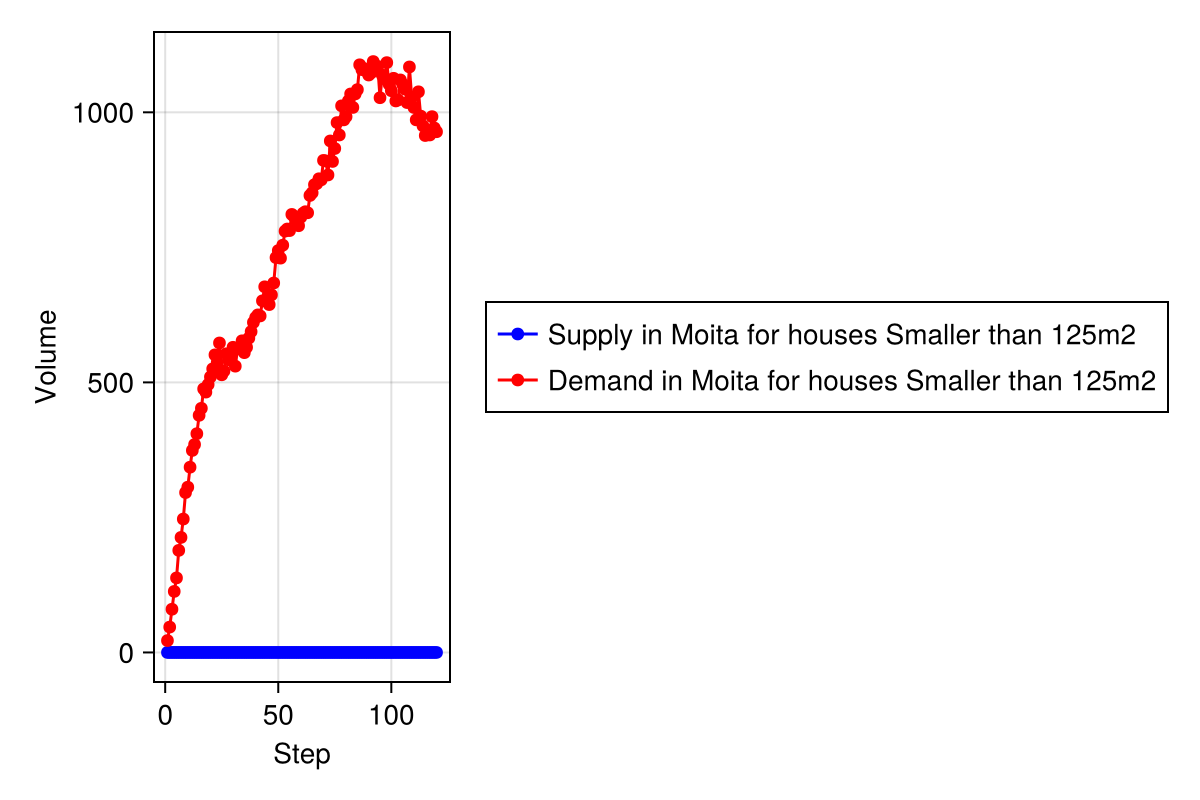 1000
500
0
Volume
0 50 100
Step
Supply in Moita for houses Smaller than 125m2
Demand in Moita for houses Smaller than 125m2